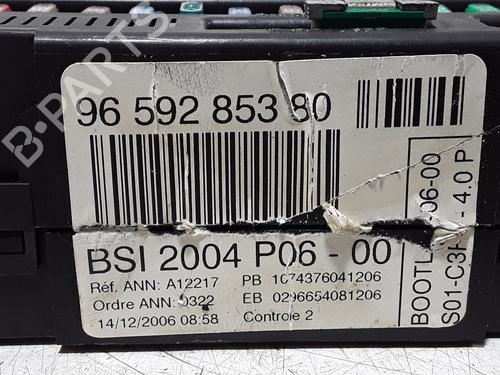 96 592 853 80
BSI 2004 P06 - 00
Réf. ANN: A12217 PB 1074376041206
Ordre ANN: 0322 EB 0296654081206
14/12/2006 08:58 Controle 2
BOOTL 06-00
S01-C3 - 4.0 P
B-PARTS